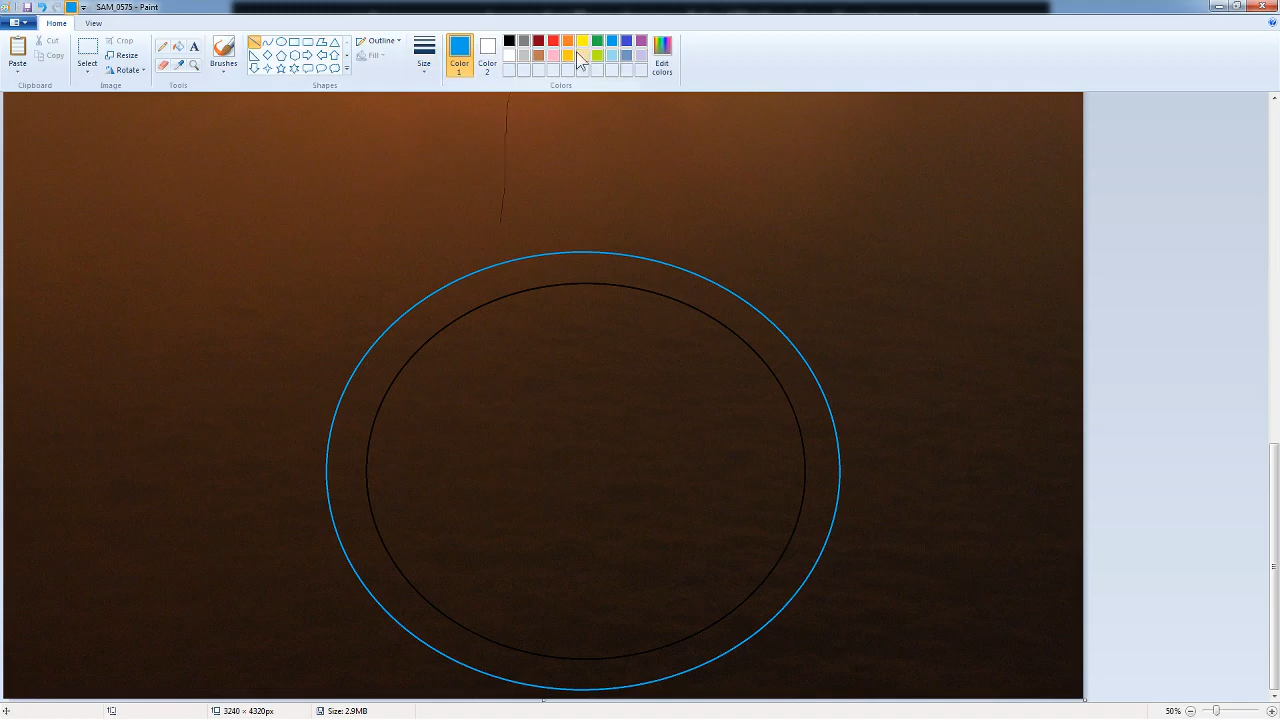 SAM_0575 - Paint
Home View
Paste
Cut
Copy
Clipboard
Select
Crop
Resize
Rotate
Image
A
Tools
Brushes
Outline
Fill
Shapes
Size
Color 1
Color 2
Edit colors
Colors
3240 × 4320px
Size: 2.9MB
50%